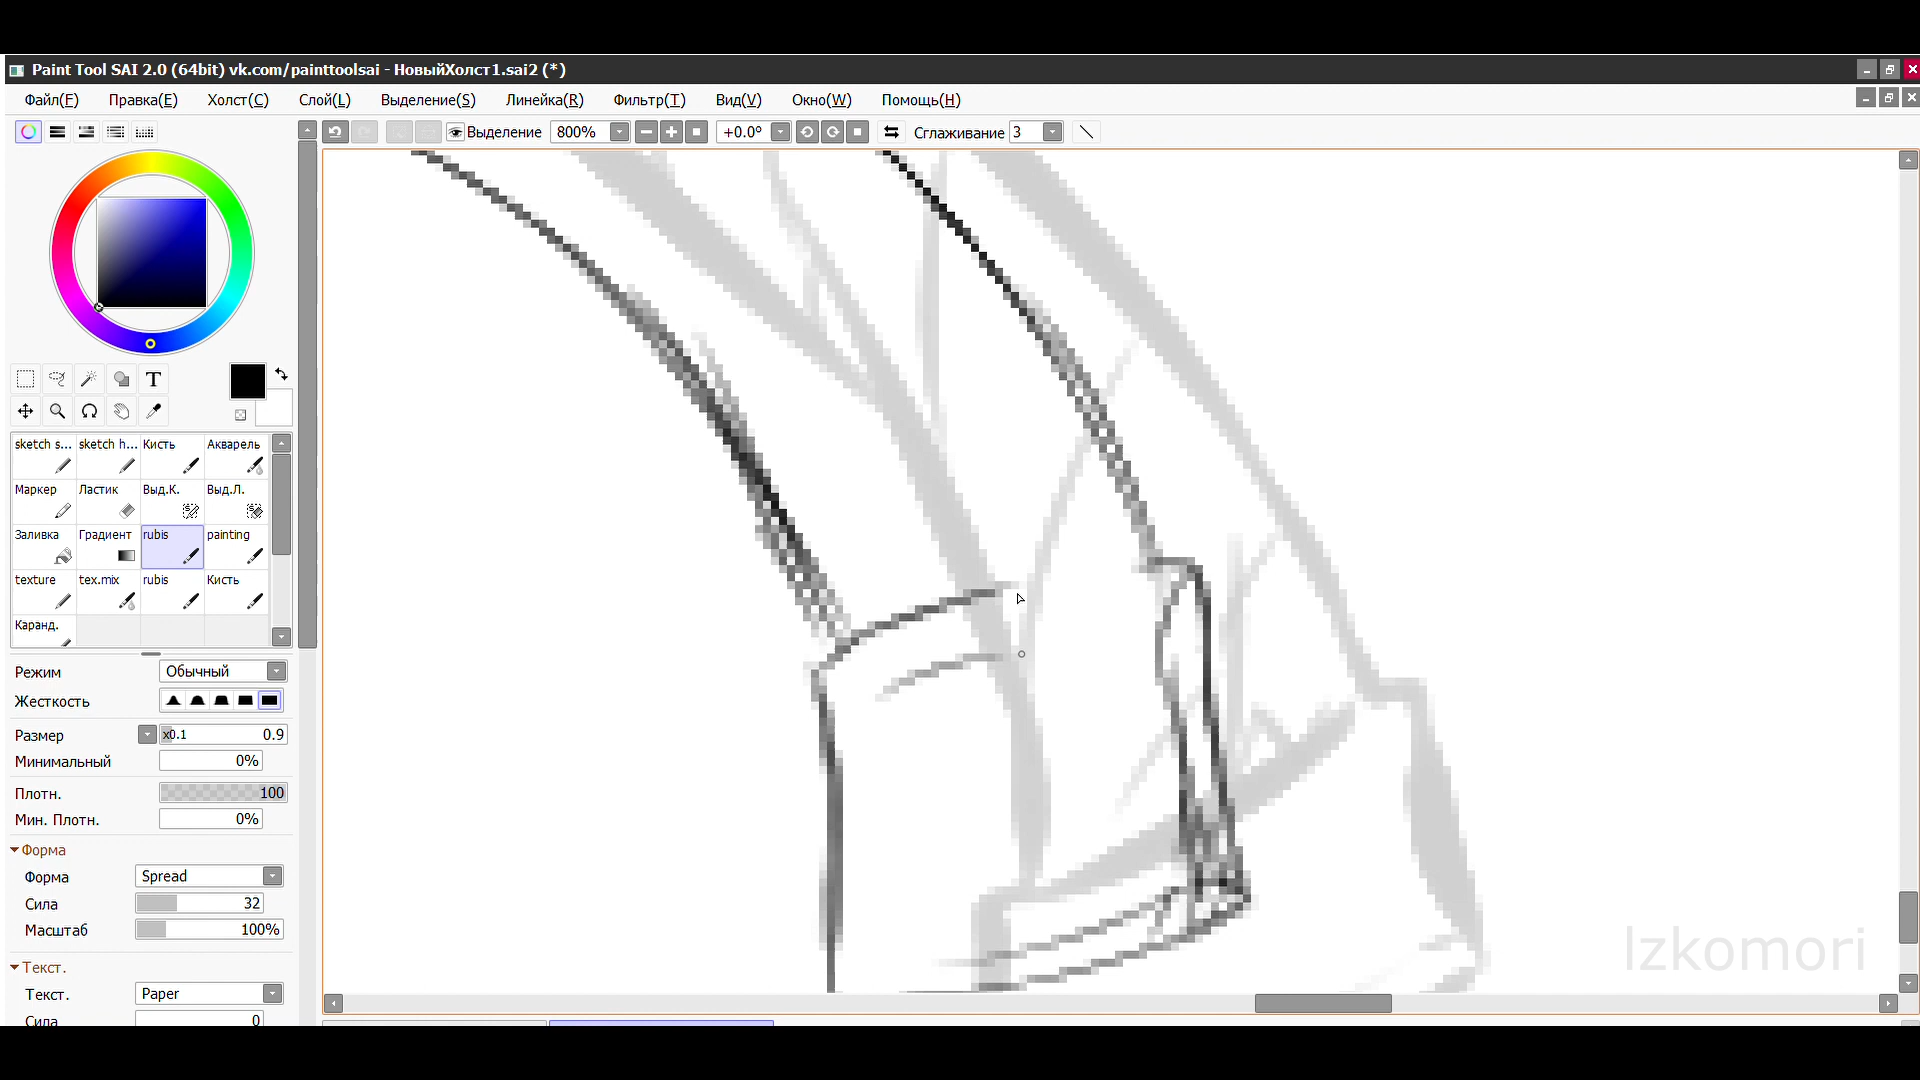 Paint Tool SAI 2.0 (64bit) vk.com/painttoolsai - НовыйХолст1.sai2 (*)
Файл(F) Правка(E) Холст(C) Слой(L) Выделение(S) Линейка(R) Фильтр(T) Вид(V) Окно(W) Помощь(H)
Выделение 800% +0.0º Сглаживание 3
T
sketch s... sketch h... Кисть Акварель
Маркер Ластик Выд.К. Выд.Л.
Заливка Градиент rubis painting
texture tex.mix rubis Кисть
Каранд.
Режим Обычный
Жесткость
Размер x0.1 0.9
Минимальный 0%
Плотн. 100
Мин. Плотн. 0%
Форма
Форма Spread
Сила 32
Масштаб 100%
Текст.
Текст. Paper
Сила 0
Izkomori